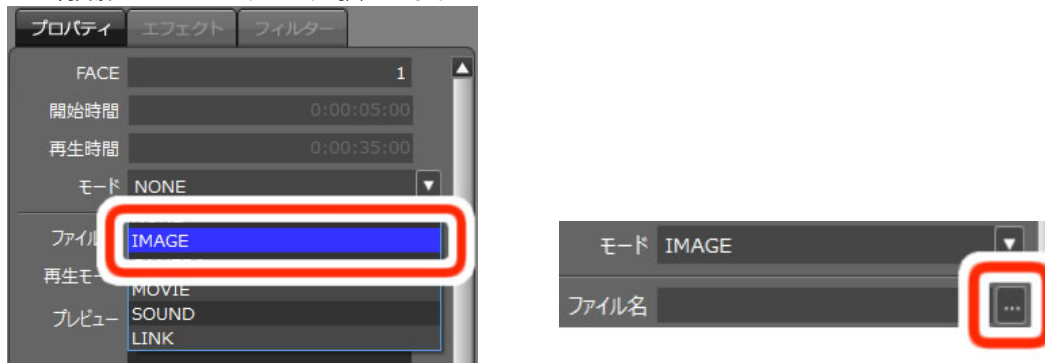 プロパティ エフェクト フィルター
FACE 1
開始時間 0:00:05:00
再生時間 0:00:35:00
モード NONE
ファイル
IMAGE
再生モー
MOVIE
プレビュー SOUND
LINK
モード IMAGE
ファイル名 ...